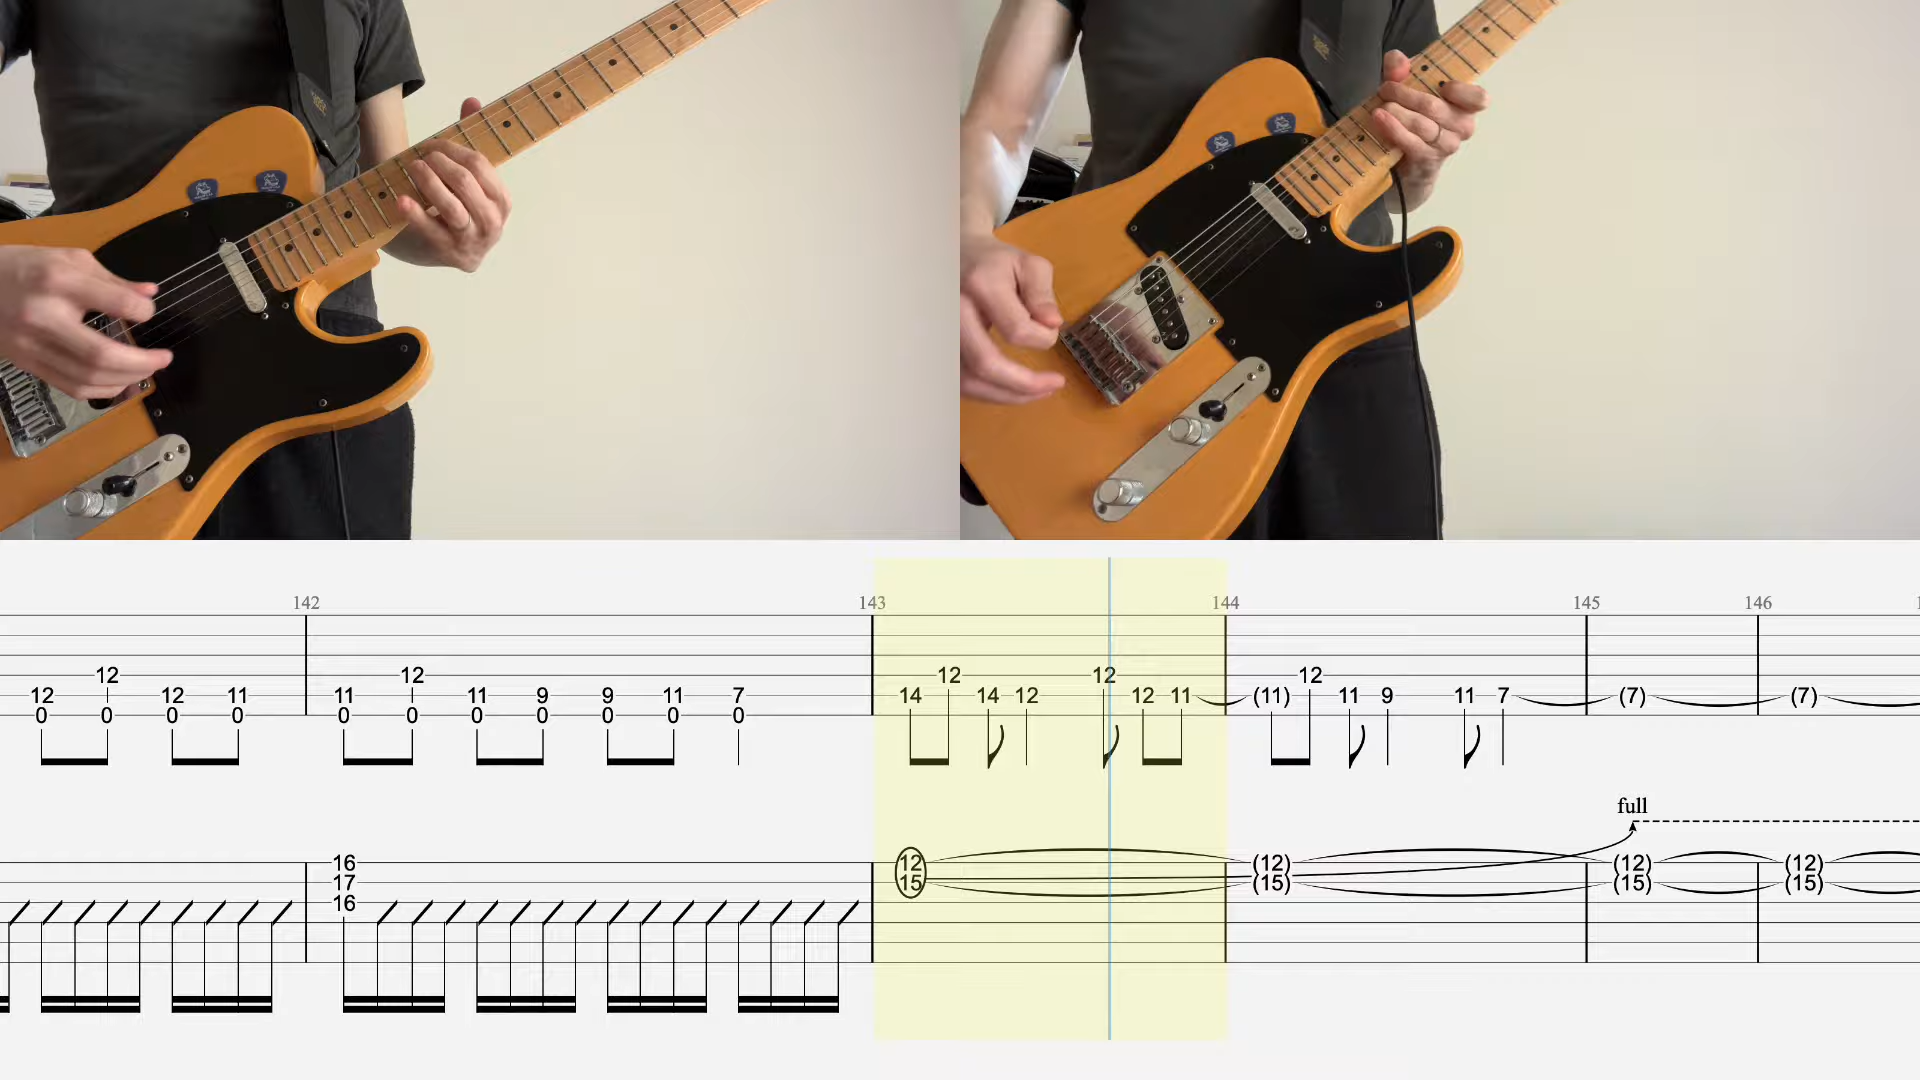 142 143 144 145 146
12 12 12 12 12
12 12 11 11 11 9 9 11 7 14 14 12 12 11 (11) 11 9 11 7 (7) (7)
0 0 0 0 0 0 0 0 0 0 0
full
16 12 (12) (12) (12)
17 15 (15) (15) (15)
16